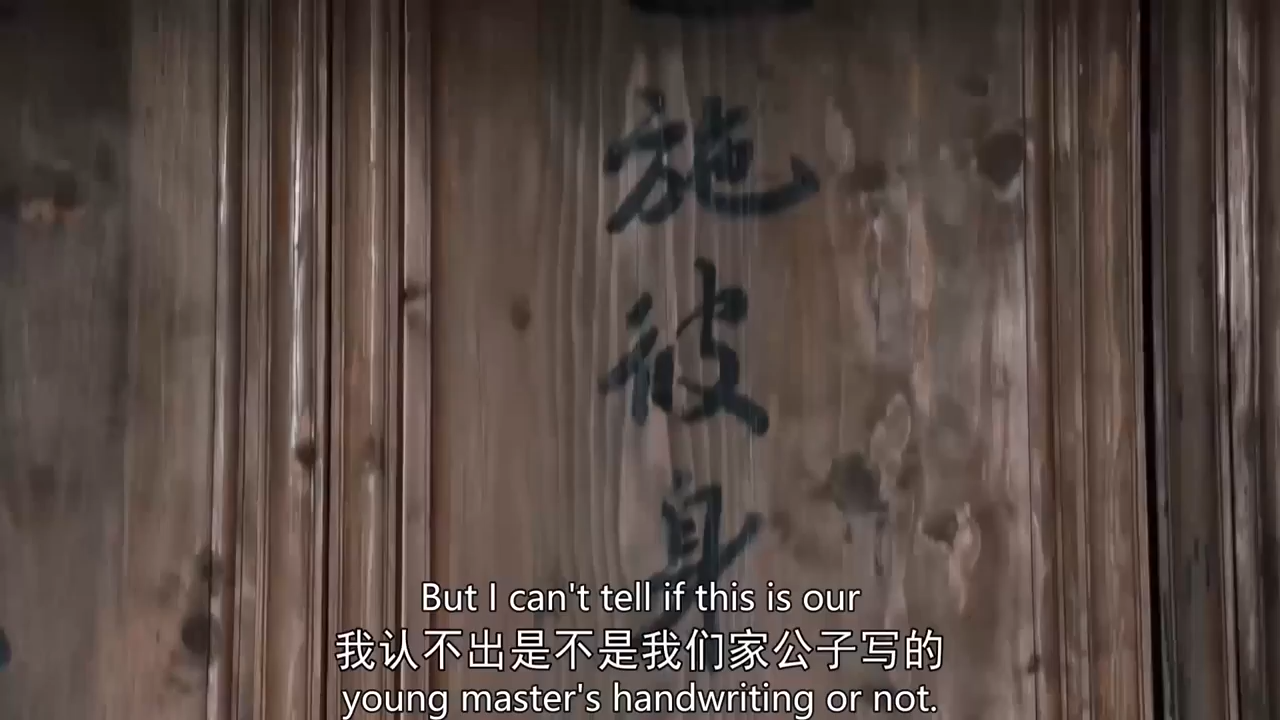 施
彼
身
But I can't tell if this is our
我认不出是不是我们家公子写的
young master's handwriting or not.